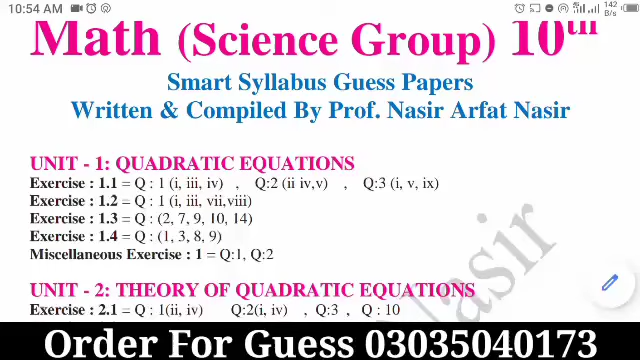 10:54 AM
142 B/s
Math (Science Group) 10th
Smart Syllabus Guess Papers
Written & Compiled By Prof. Nasir Arfat Nasir
UNIT - 1: QUADRATIC EQUATIONS
Exercise : 1.1 = Q : 1 (i, iii, iv) , Q:2 (ii iv,v) , Q:3 (i, v, ix)
Exercise : 1.2 = Q : 1 (i, iii, vii,viii)
Exercise : 1.3 = Q : (2, 7, 9, 10, 14)
Exercise : 1.4 = Q : (1, 3, 8, 9)
Miscellaneous Exercise : 1 = Q:1, Q:2
UNIT - 2: THEORY OF QUADRATIC EQUATIONS
Exercise : 2.1 = Q : 1(ii, iv) Q:2(i, iv) , Q:3 , Q : 10
Order For Guess 03035040173